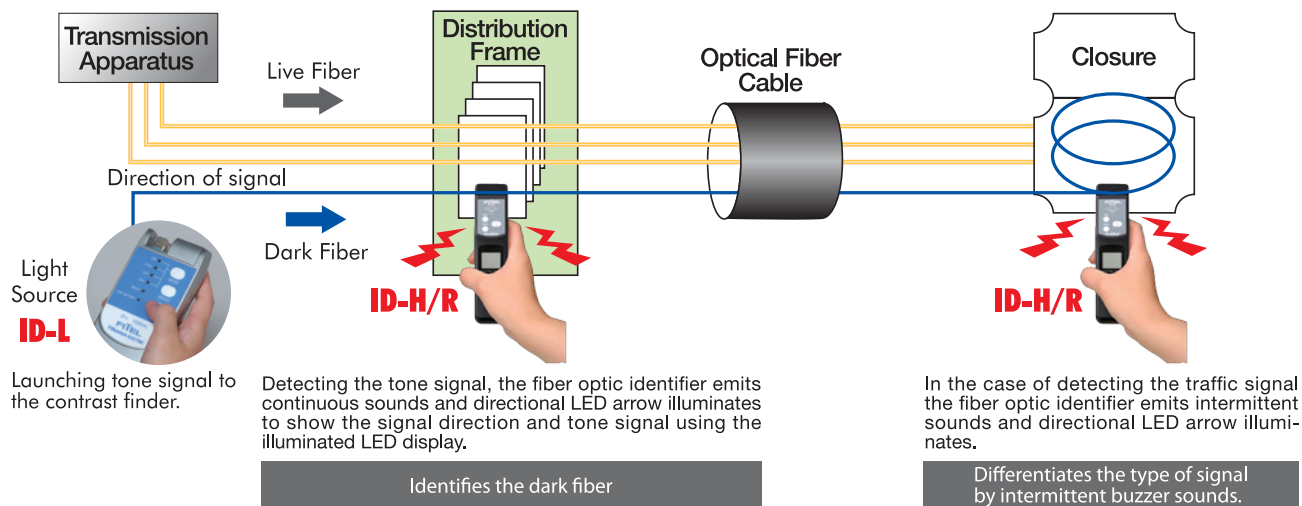 Transmission
Apparatus
Live Fiber
Distribution
Frame
Optical Fiber
Cable
Closure
Direction of signal
Dark Fiber
Light
Source
ID-L
FITEL
ID-H/R
FITEL
ID-H/R
Launching tone signal to
the contrast finder.
Detecting the tone signal, the fiber optic identifier emits
continuous sounds and directional LED arrow illuminates
to show the signal direction and tone signal using the
illuminated LED display.
Identifies the dark fiber
In the case of detecting the traffic signal
the fiber optic identifier emits intermittent
sounds and directional LED arrow illumi-
nates.
Differentiates the type of signal
by intermittent buzzer sounds.